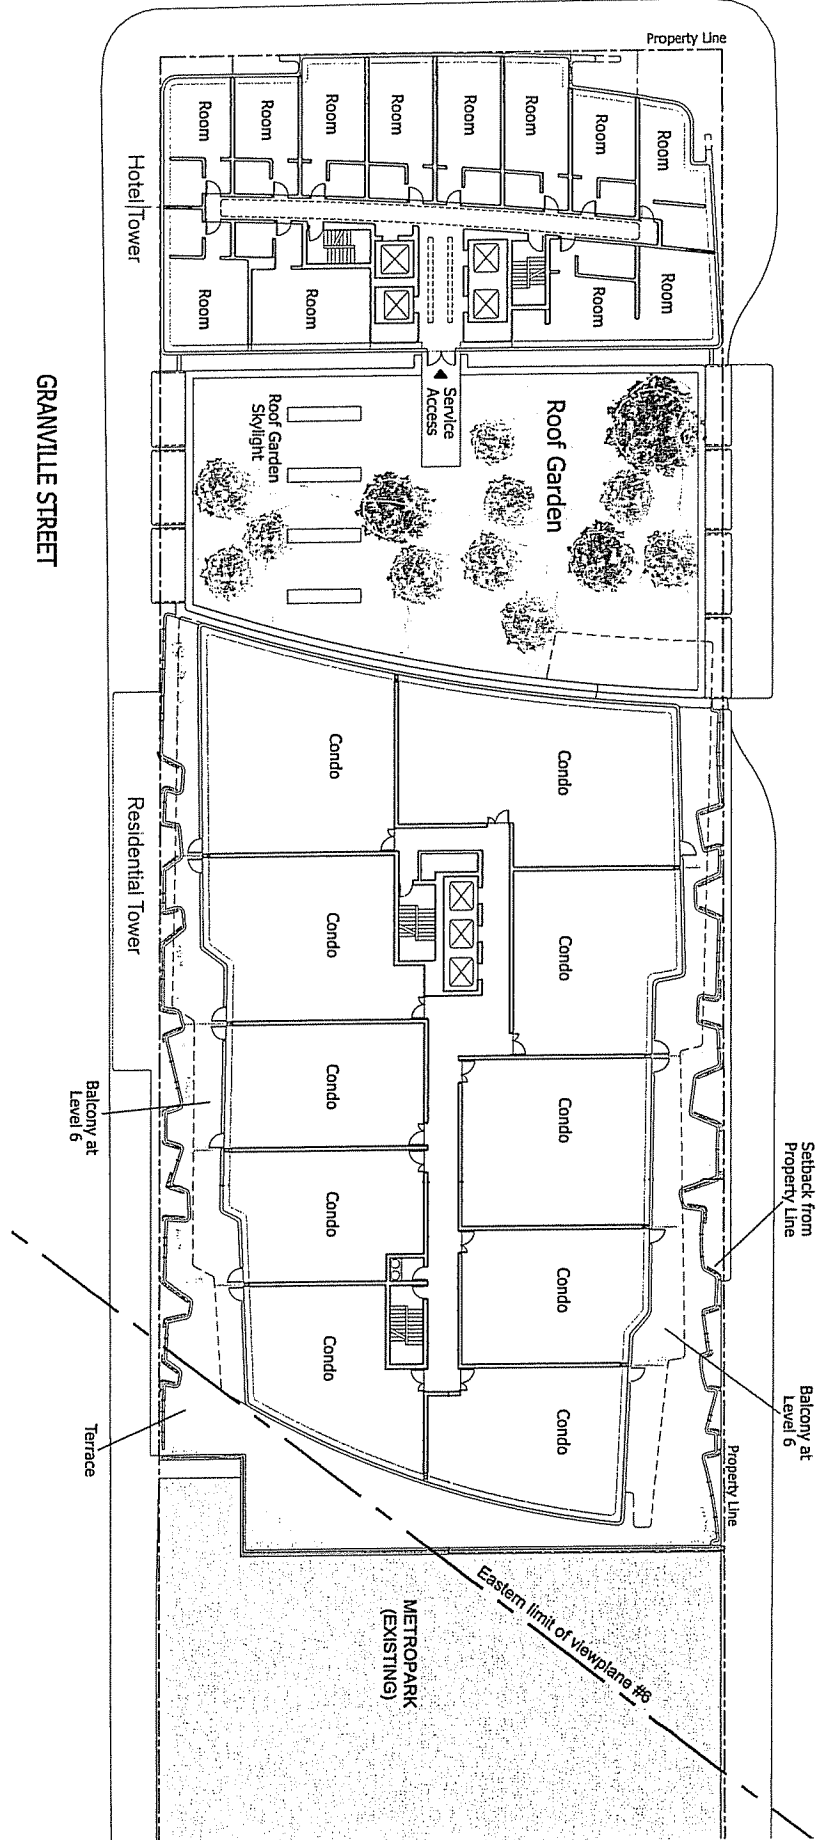 Property Line
Room
Room
Room
Room
Room
Room
Room
Room
Hotel Tower
Room
Room
Room
Room
GRANVILLE STREET
Service
Access
Roof Garden
Skylight
Roof Garden
Condo
Condo
Residential Tower
Condo
Condo
Condo
Condo
Balcony at
Level 6
Setback from
Property Line
Condo
Condo
Condo
Condo
Balcony at
Level 6
Terrace
Property Line
Eastern limit of viewplane #6
METROPARK
(EXISTING)